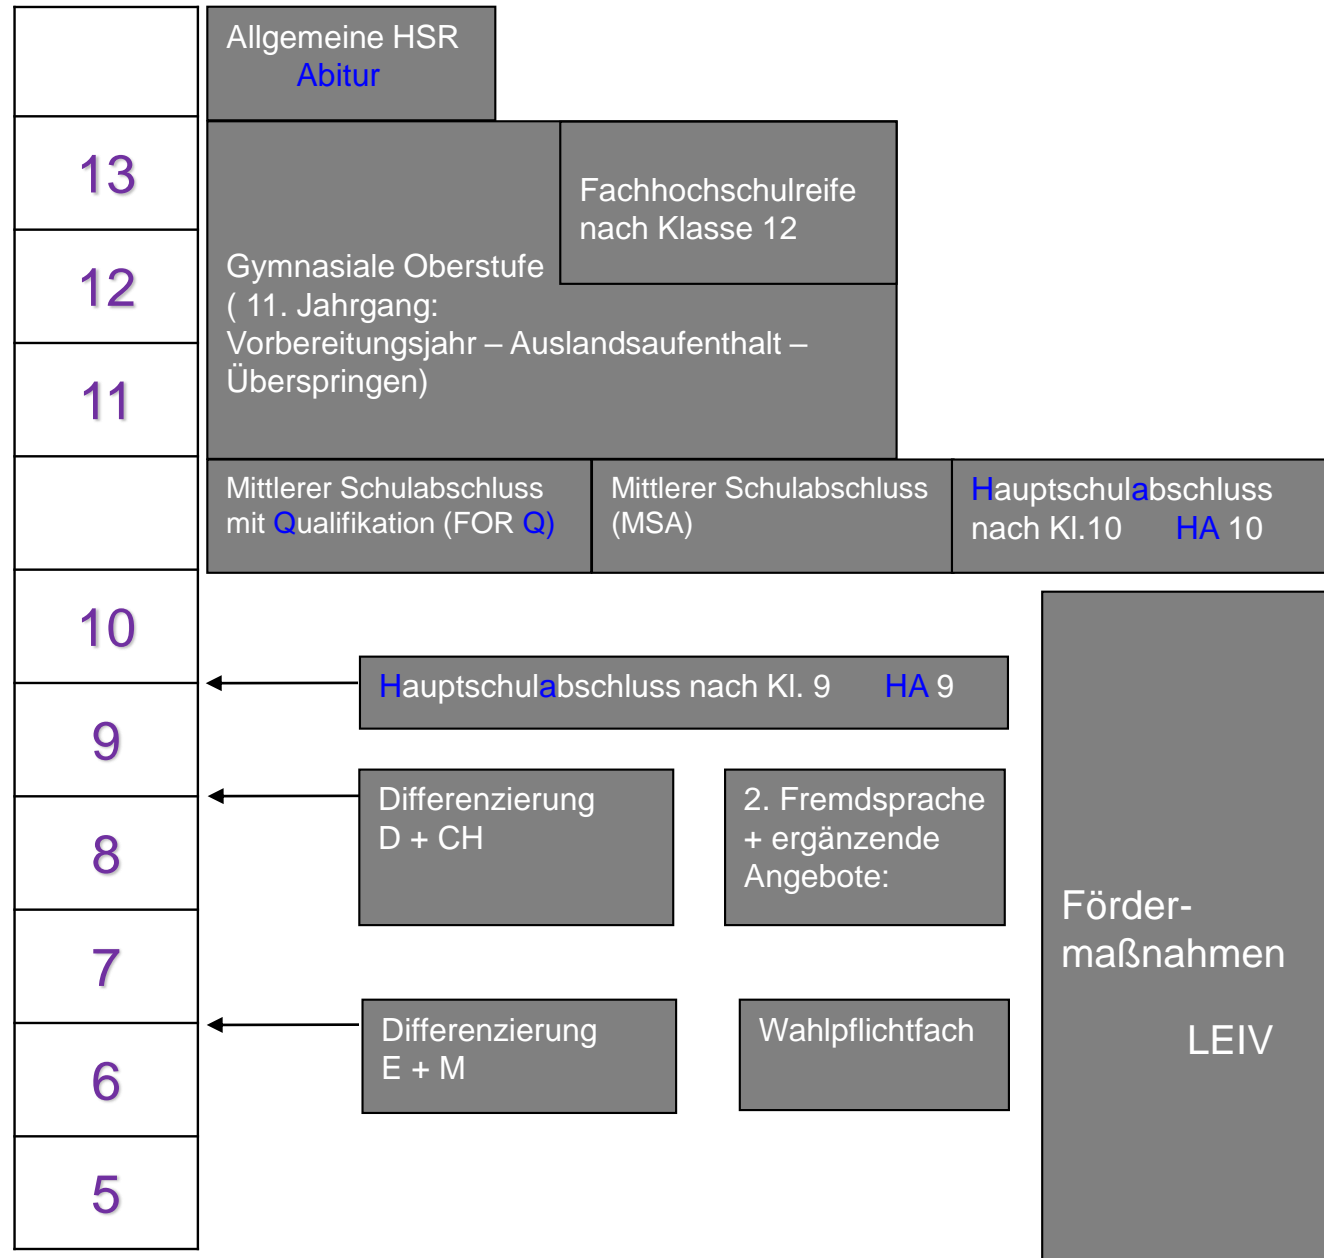 Allgemeine HSR
Abitur
13
Fachhochschulreife
nach Klasse 12
12
Gymnasiale Oberstufe
( 11. Jahrgang:
Vorbereitungsjahr – Auslandsaufenthalt –
Überspringen)
11
Mittlerer Schulabschluss
mit Qualifikation (FOR Q)
Mittlerer Schulabschluss
(MSA)
Hauptschulabschluss
nach Kl.10 HA 10
10
Hauptschulabschluss nach Kl. 9 HA 9
9
Differenzierung
D + CH
2. Fremdsprache
+ ergänzende
Angebote:
8
Förder-
maßnahmen
LEIV
7
Differenzierung
E + M
Wahlpflichtfach
6
5